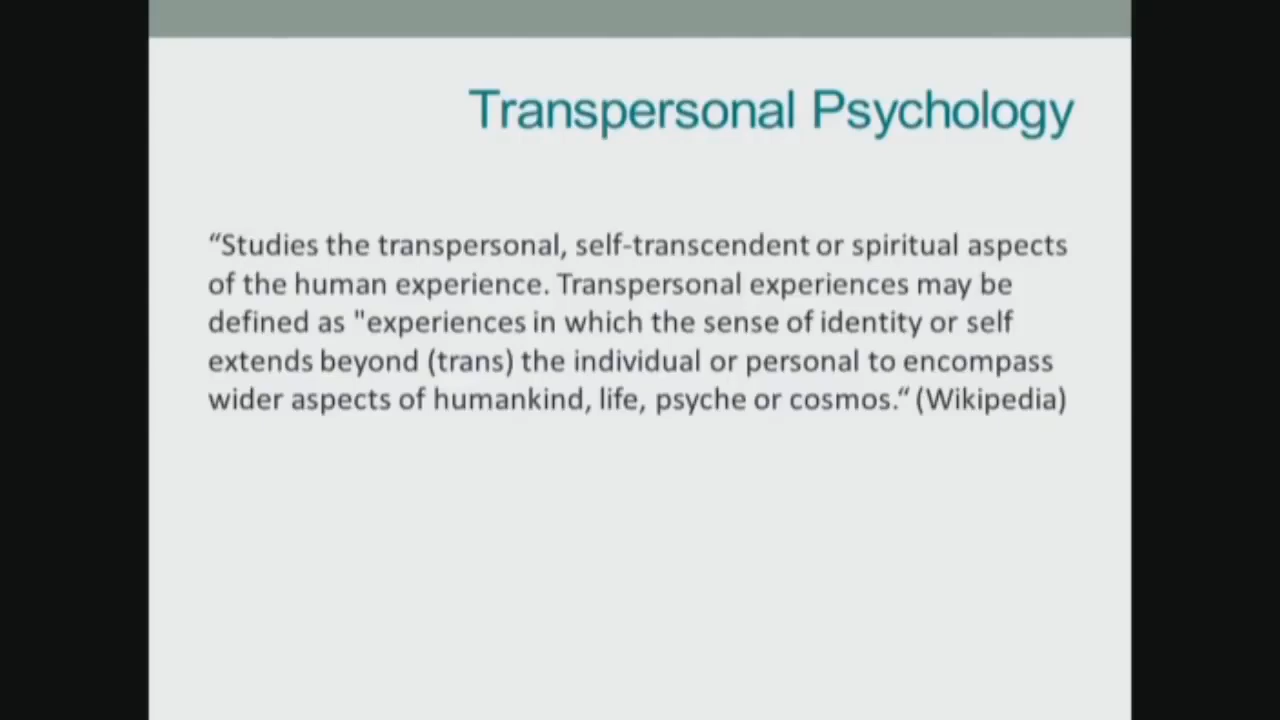 Transpersonal Psychology
“Studies the transpersonal, self-transcendent or spiritual aspects
of the human experience. Transpersonal experiences may be
defined as "experiences in which the sense of identity or self
extends beyond (trans) the individual or personal to encompass
wider aspects of humankind, life, psyche or cosmos.“ (Wikipedia)